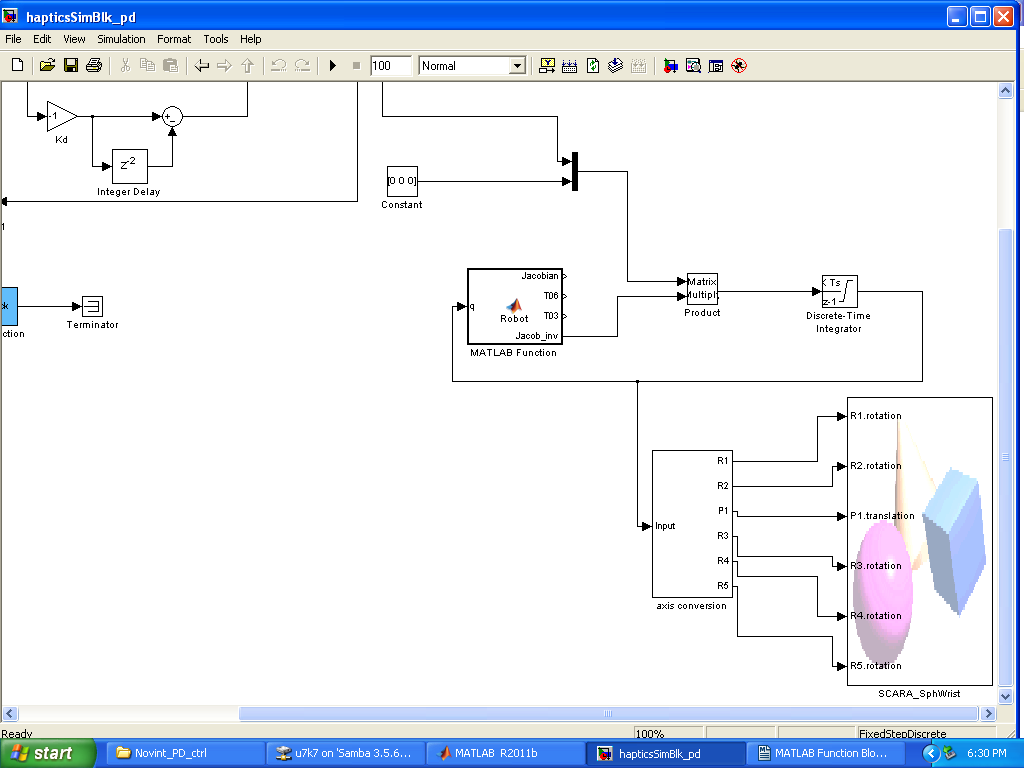 hapticsSimBlk_pd
File Edit View Simulation Format Tools Help
100 Normal
-1
Kd
+_
z-2
Integer Delay
[0 0 0]
Constant
1
k
ction
Terminator
q
Robot
Jacobian
T06
T03
Jacob_inv
MATLAB Function
Matrix
Multiply
Product
K Ts
z-1
Discrete-Time
Integrator
Input
R1
R2
P1
R3
R4
R5
axis conversion
R1.rotation
R2.rotation
P1.translation
R3.rotation
R4.rotation
R5.rotation
SCARA_SphWrist
Ready 100% FixedStepDiscrete
start Novint_PD_ctrl u7k7 on 'Samba 3.5.6... MATLAB R2011b hapticsSimBlk_pd MATLAB Function Blo... 6:30 PM